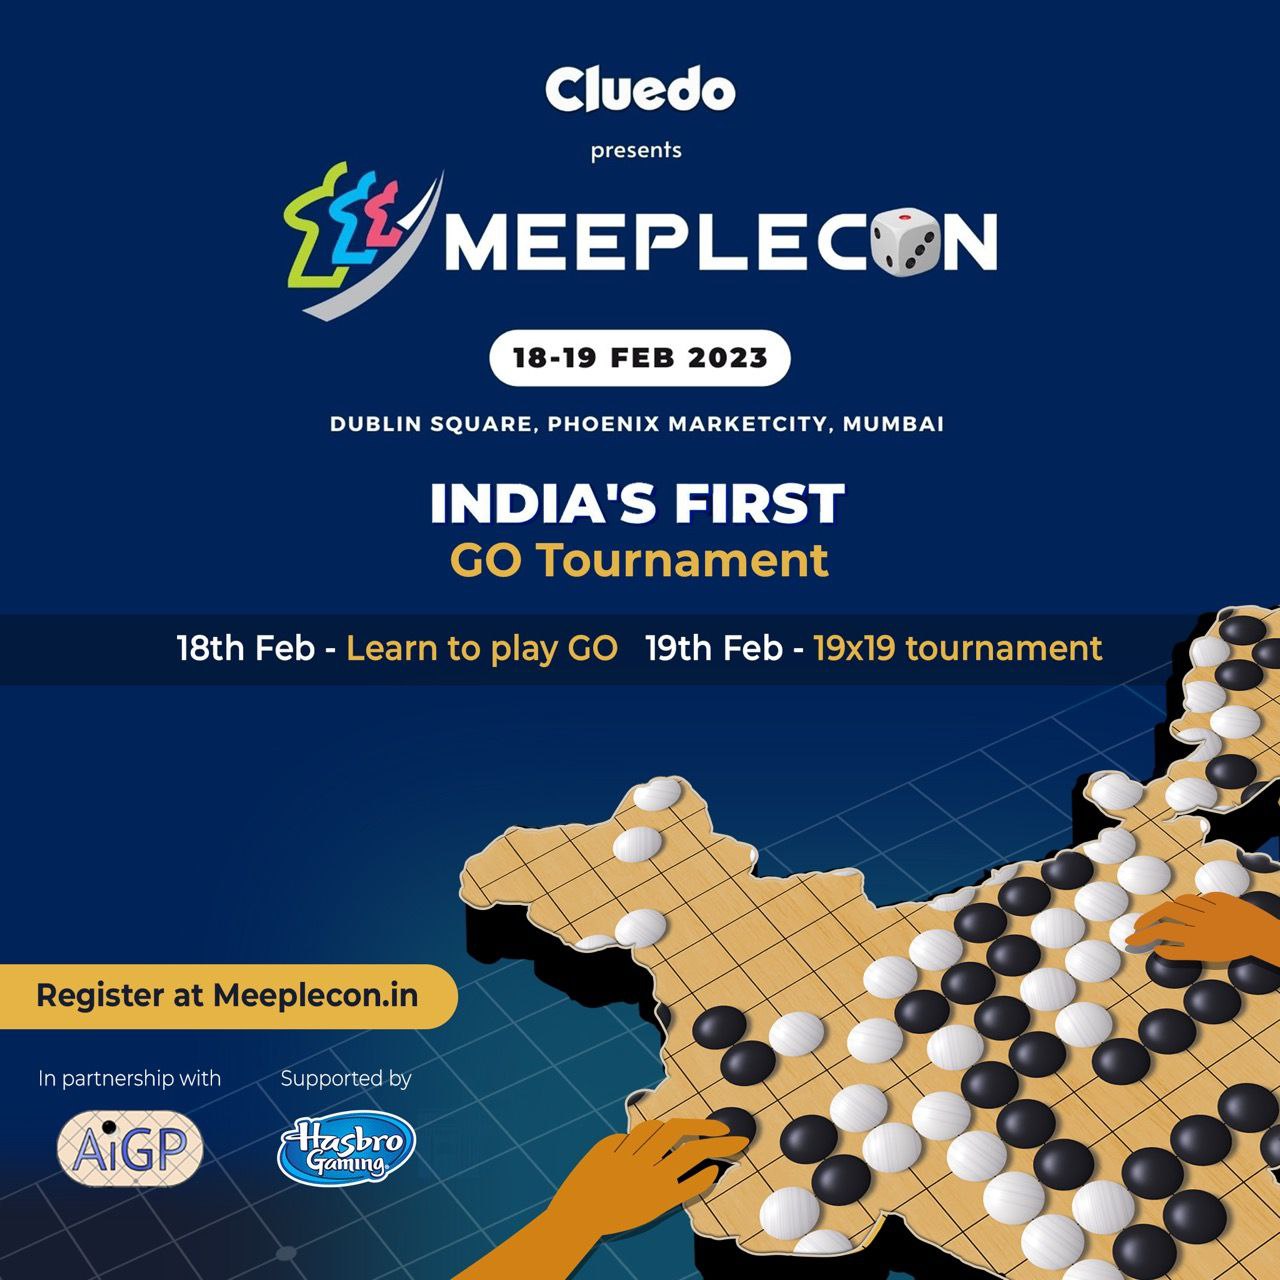 Cluedo
presents
MEEPLECON
18-19 FEB 2023
DUBLIN SQUARE, PHOENIX MARKETCITY, MUMBAI
INDIA'S FIRST
GO Tournament
18th Feb - Learn to play GO 19th Feb - 19x19 tournament
Register at Meeplecon.in
In partnership with
AiGP
Supported by
Hasbro
Gaming